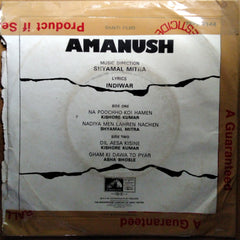 SHAKTI FILMS
AMANUSH
MUSIC DIRECTION
SHYAMAL MITRA
LYRICS
INDIWAR
SIDE ONE
NA POOCHHO KOI HAMEN
KISHORE KUMAR
NADIYA MEN LAHREN NACHEN
SHYAMAL MITRA
SIDE TWO
DIL AESA KISINE
KISHORE KUMAR
GHAM KI DAWA TO PYAR
ASHA BHOSLE
Product if Se
A Guaranteed
A Guaranteed